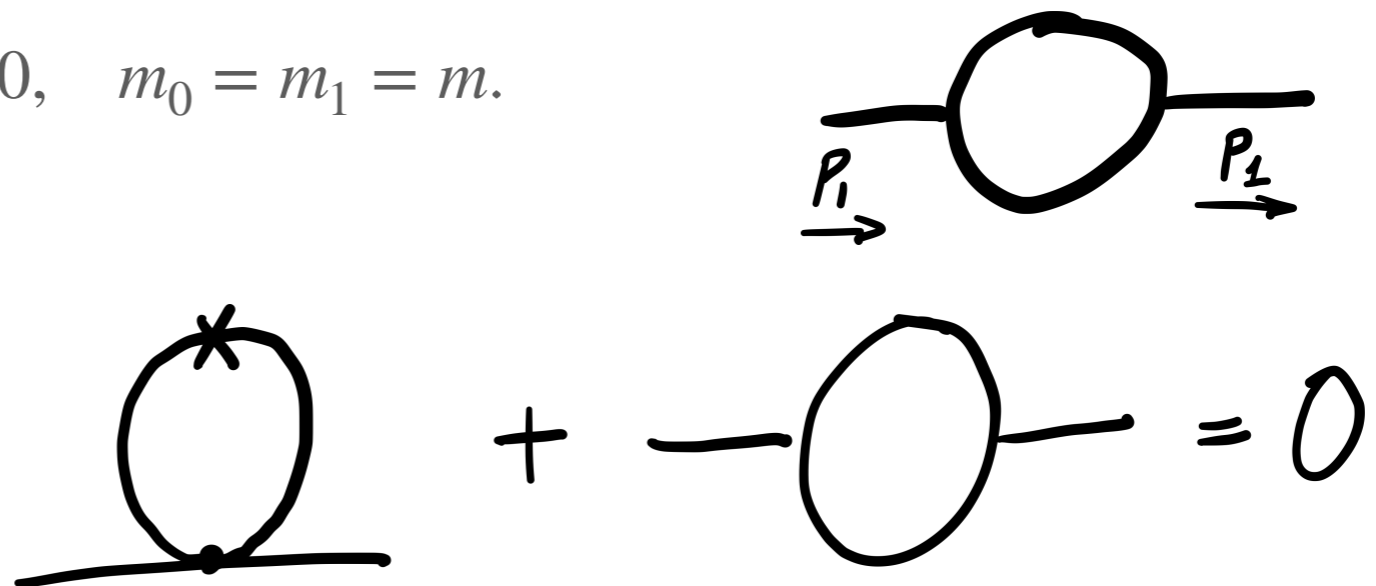 0, m₀ = m₁ = m.
P₁ P₁
+ = 0